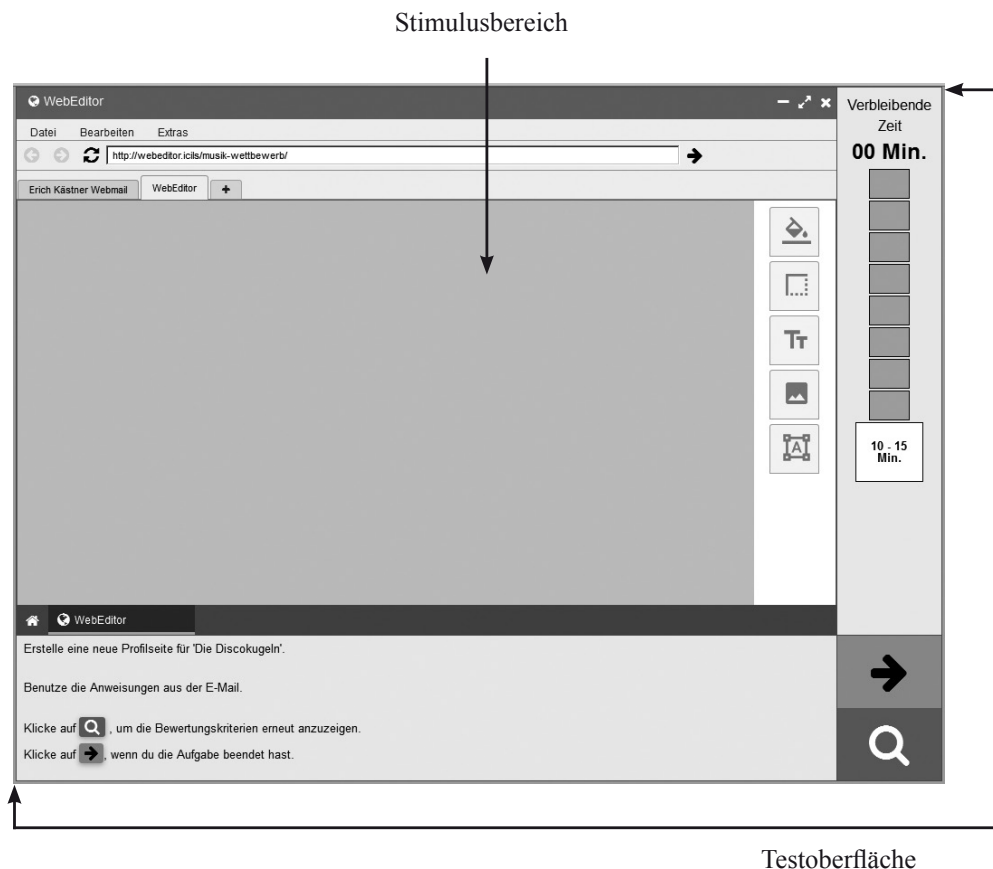 Stimulusbereich
WebEditor
Verbleibende
Zeit
00 Min.
Datei Bearbeiten Extras
http://webeditor.icils/musik-wettbewerb/
Erich Kästner Webmail WebEditor
10 - 15
Min.
WebEditor
Erstelle eine neue Profilseite für 'Die Discokugeln'.
Benutze die Anweisungen aus der E-Mail.
Klicke auf , um die Bewertungskriterien erneut anzuzeigen.
Klicke auf , wenn du die Aufgabe beendet hast.
Testoberfläche